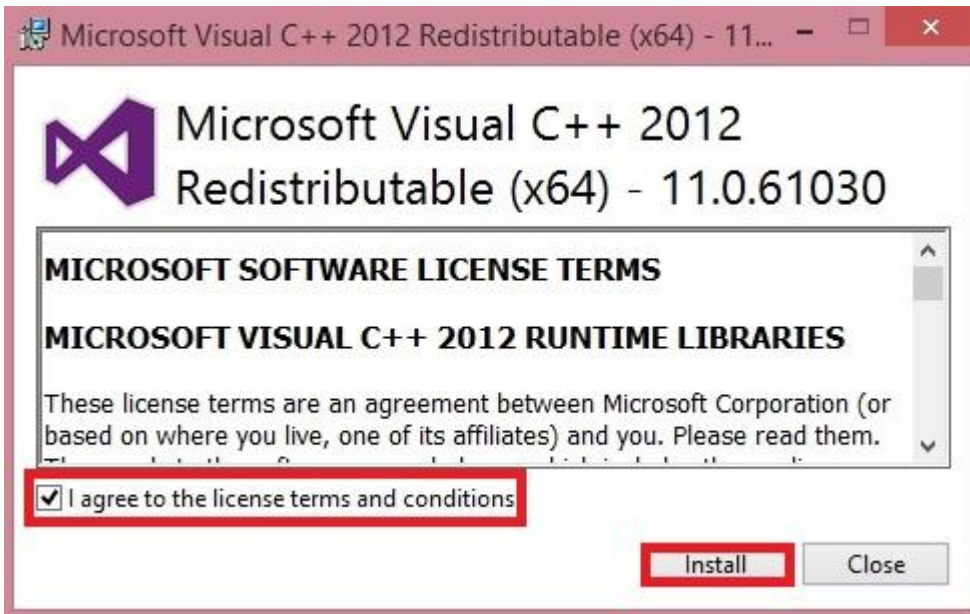 Microsoft Visual C++ 2012 Redistributable (x64) - 11...
Microsoft Visual C++ 2012
Redistributable (x64) - 11.0.61030
MICROSOFT SOFTWARE LICENSE TERMS
MICROSOFT VISUAL C++ 2012 RUNTIME LIBRARIES
These license terms are an agreement between Microsoft Corporation (or
based on where you live, one of its affiliates) and you. Please read them.
I agree to the license terms and conditions
Install Close